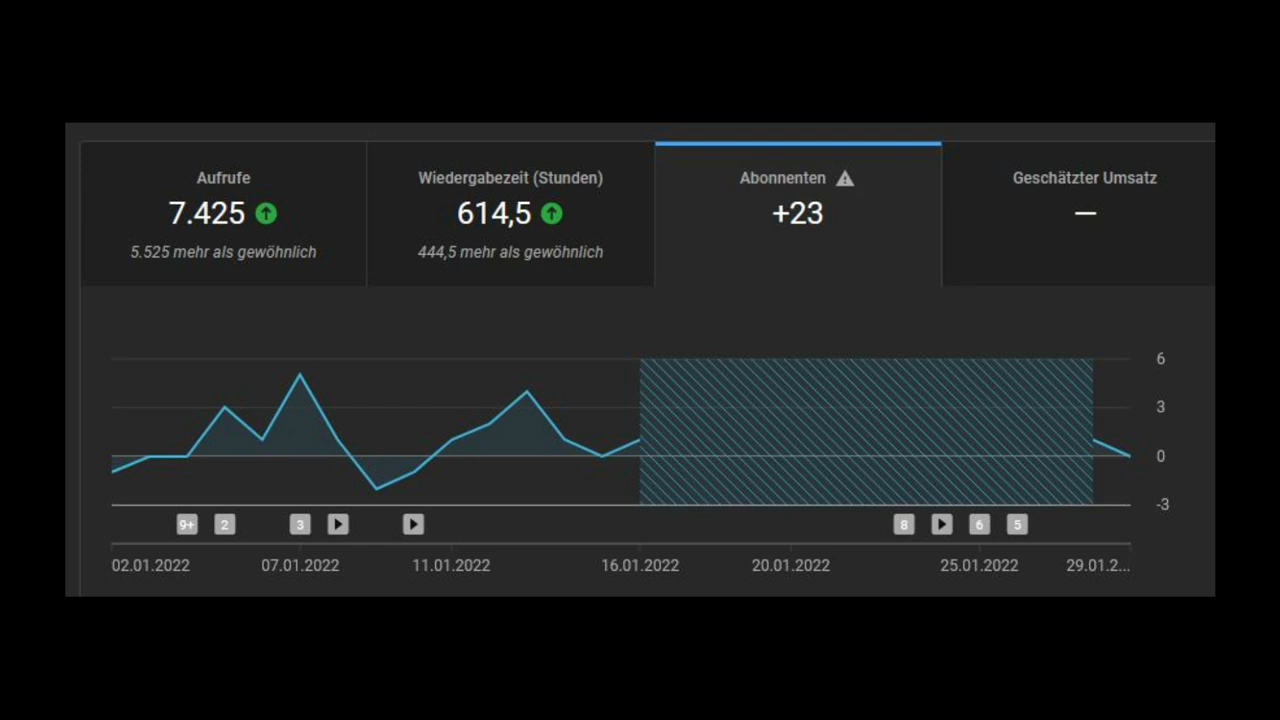 Aufrufe
7.425
5.525 mehr als gewöhnlich
Wiedergabezeit (Stunden)
614,5
444,5 mehr als gewöhnlich
Abonnenten
+23
Geschätzter Umsatz
—
6
3
0
-3
9+ 2 3 8 6 5
02.01.2022 07.01.2022 11.01.2022 16.01.2022 20.01.2022 25.01.2022 29.01.2...